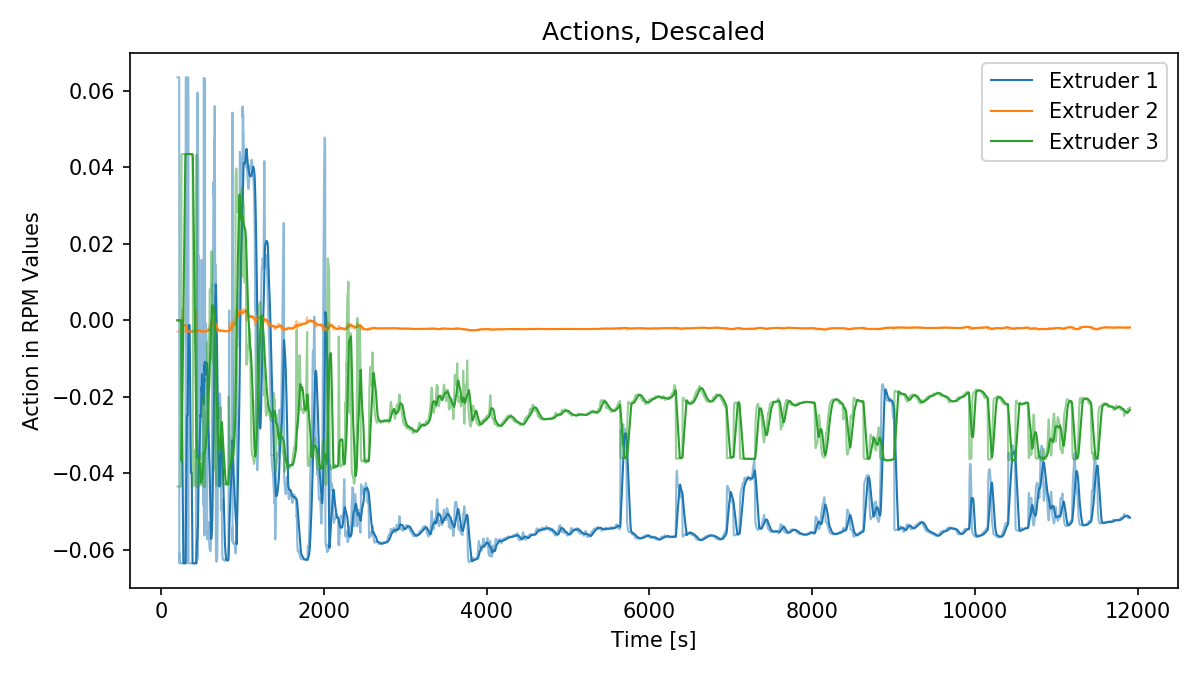 Actions, Descaled
Extruder 1
Extruder 2
Extruder 3
Action in RPM Values
0.06
0.04
0.02
0.00
−0.02
−0.04
−0.06
0 2000 4000 6000 8000 10000 12000
Time [s]